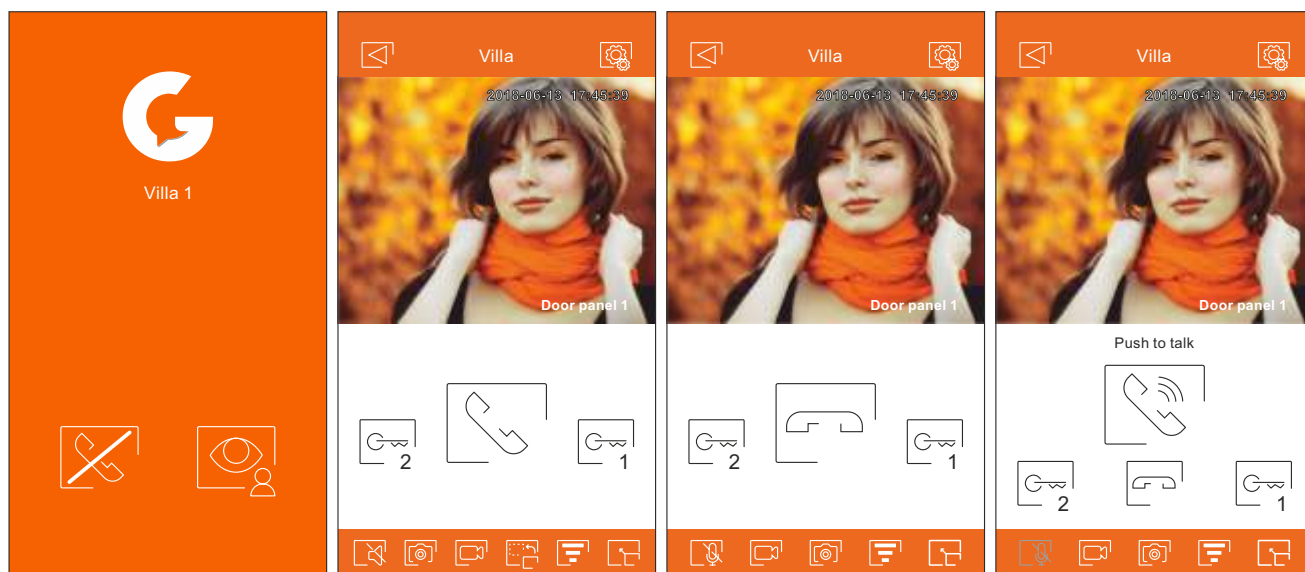 Villa 1
Villa
2018-06-13 17:45:39
Door panel 1
2
1
Villa
2018-06-13 17:45:39
Door panel 1
2
1
Villa
2018-06-13 17:45:39
Door panel 1
Push to talk
2
1